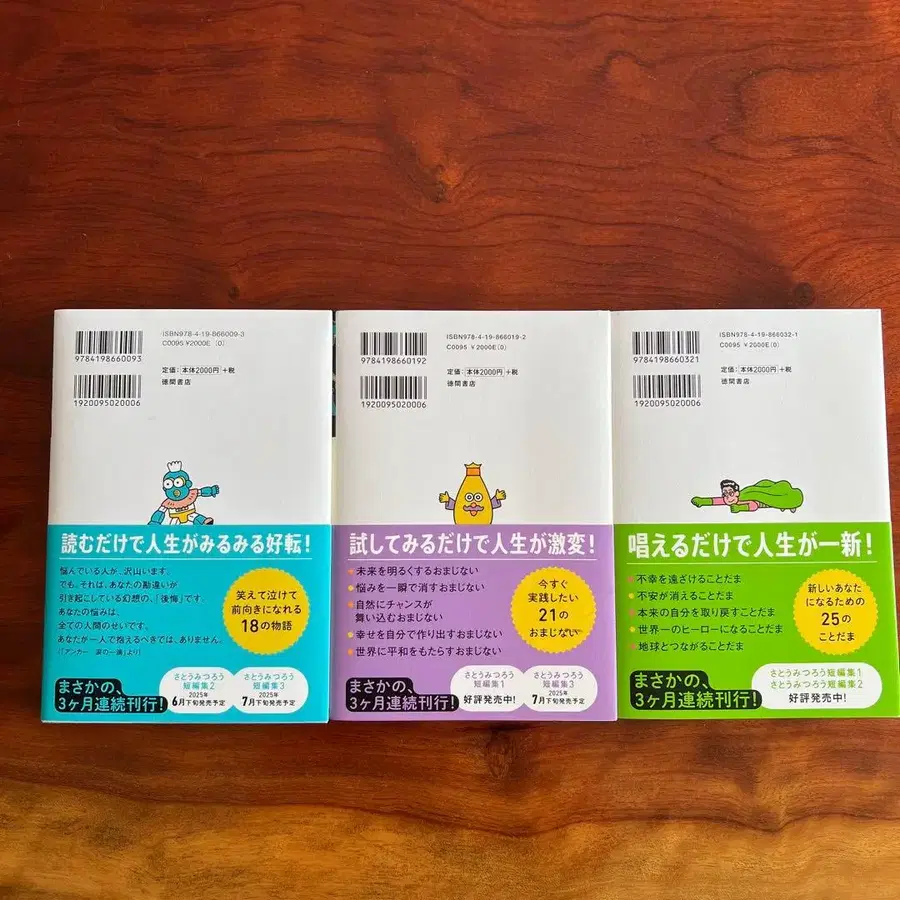 9784198660093
ISBN978-4-19-866009-3
C0095 ¥2000E (0)
定価：本体2000円 +税
徳間書店
1920095020006
読むだけで人生がみるみる好転！
悩んでいる人が、沢山います。
でも、それは、あなたの勘違いが
引き起こしている幻想の、「後悔」です。
あなたの悩みは、
全ての人間のせいです。
あなたが一人で抱えるべきでは、ありません。
（「アンカー 涙の一滴」より）
笑えて泣けて
前向きになれる
18の物語
まさかの、
3ヶ月連続刊行！
さとうみつろう
短編集2
2025年
6月下旬発売予定
さとうみつろう
短編集3
2025年
7月下旬発売予定
9784198660192
ISBN978-4-19-866019-2
C0095 ¥2000E (0)
定価：本体2000円 +税
徳間書店
1920095020006
試してみるだけで人生が激変！
・未来を明るくするおまじない
・悩みを一瞬で消すおまじない
・自然にチャンスが
舞い込むおまじない
・幸せを自分で作り出すおまじない
・世界に平和をもたらすおまじない
今すぐ
実践したい
21の
おまじない
まさかの、
3ヶ月連続刊行！
さとうみつろう
短編集1
好評発売中！
さとうみつろう
短編集3
2025年
7月下旬発売予定
9784198660321
ISBN978-4-19-866032-1
C0095 ¥2000E (0)
定価：本体2000円 +税
徳間書店
1920095020006
唱えるだけで人生が一新！
・不幸を遠ざけることだま
・不安が消えることだま
・本来の自分を取り戻すことだま
・世界一のヒーローになることだま
・地球とつながることだま
新しいあなた
になるための
25の
ことだま
まさかの、
3ヶ月連続刊行！
さとうみつろう短編集1
さとうみつろう短編集2
好評発売中！